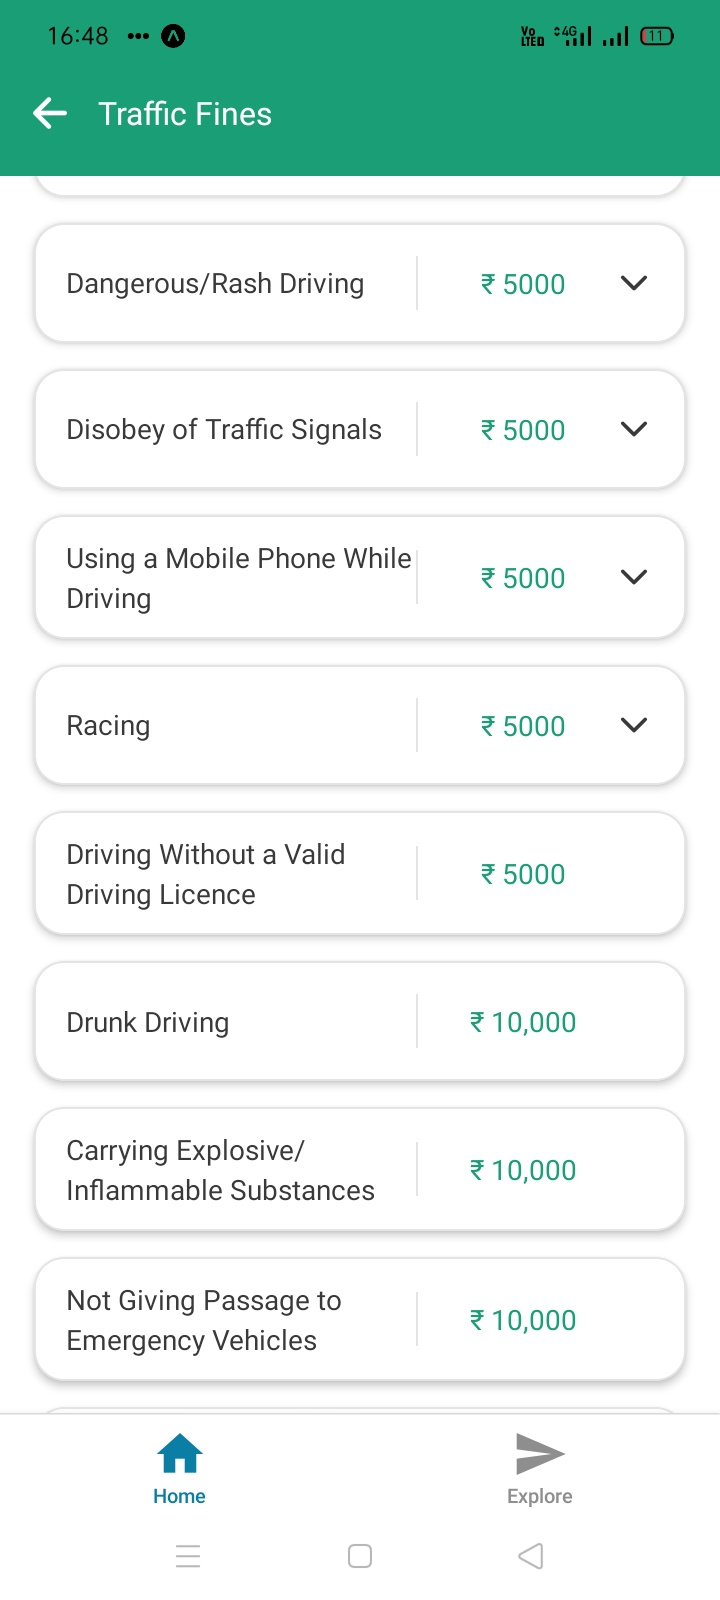 16:48
Vo LTE 4G 11
Traffic Fines
Dangerous/Rash Driving ₹ 5000
Disobey of Traffic Signals ₹ 5000
Using a Mobile Phone While
Driving
₹ 5000
Racing ₹ 5000
Driving Without a Valid
Driving Licence
₹ 5000
Drunk Driving ₹ 10,000
Carrying Explosive/
Inflammable Substances
₹ 10,000
Not Giving Passage to
Emergency Vehicles
₹ 10,000
Home Explore